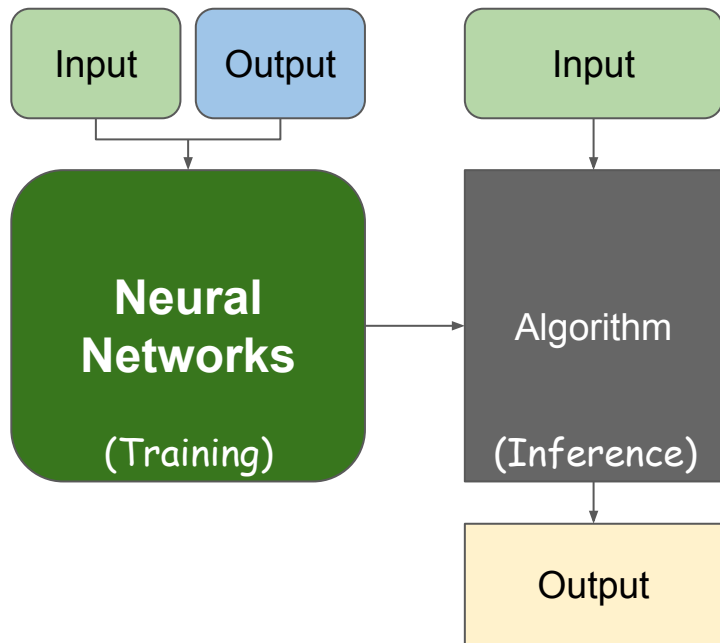 Input
Output
Input
Neural
Networks
(Training)
Algorithm
(Inference)
Output